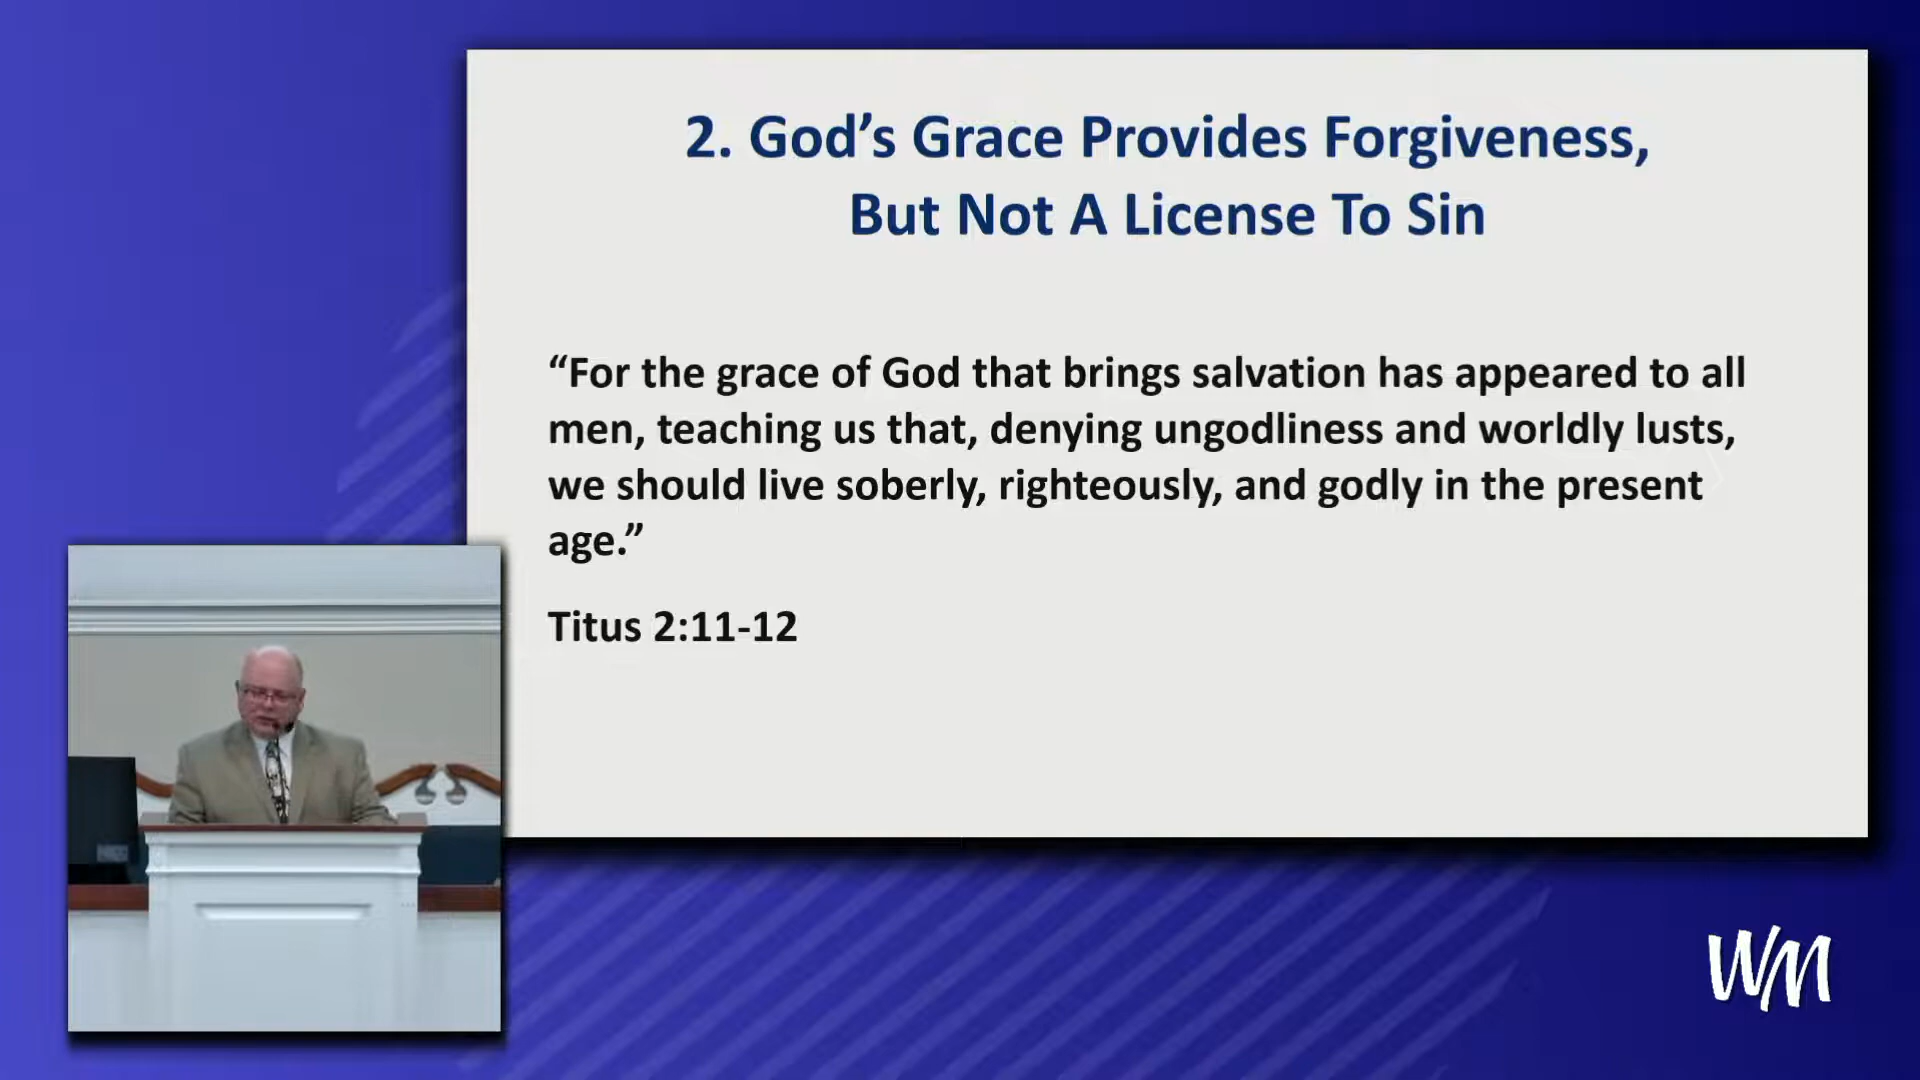 2. God’s Grace Provides Forgiveness,
But Not A License To Sin
“For the grace of God that brings salvation has appeared to all
men, teaching us that, denying ungodliness and worldly lusts,
we should live soberly, righteously, and godly in the present
age.”
Titus 2:11-12
WM